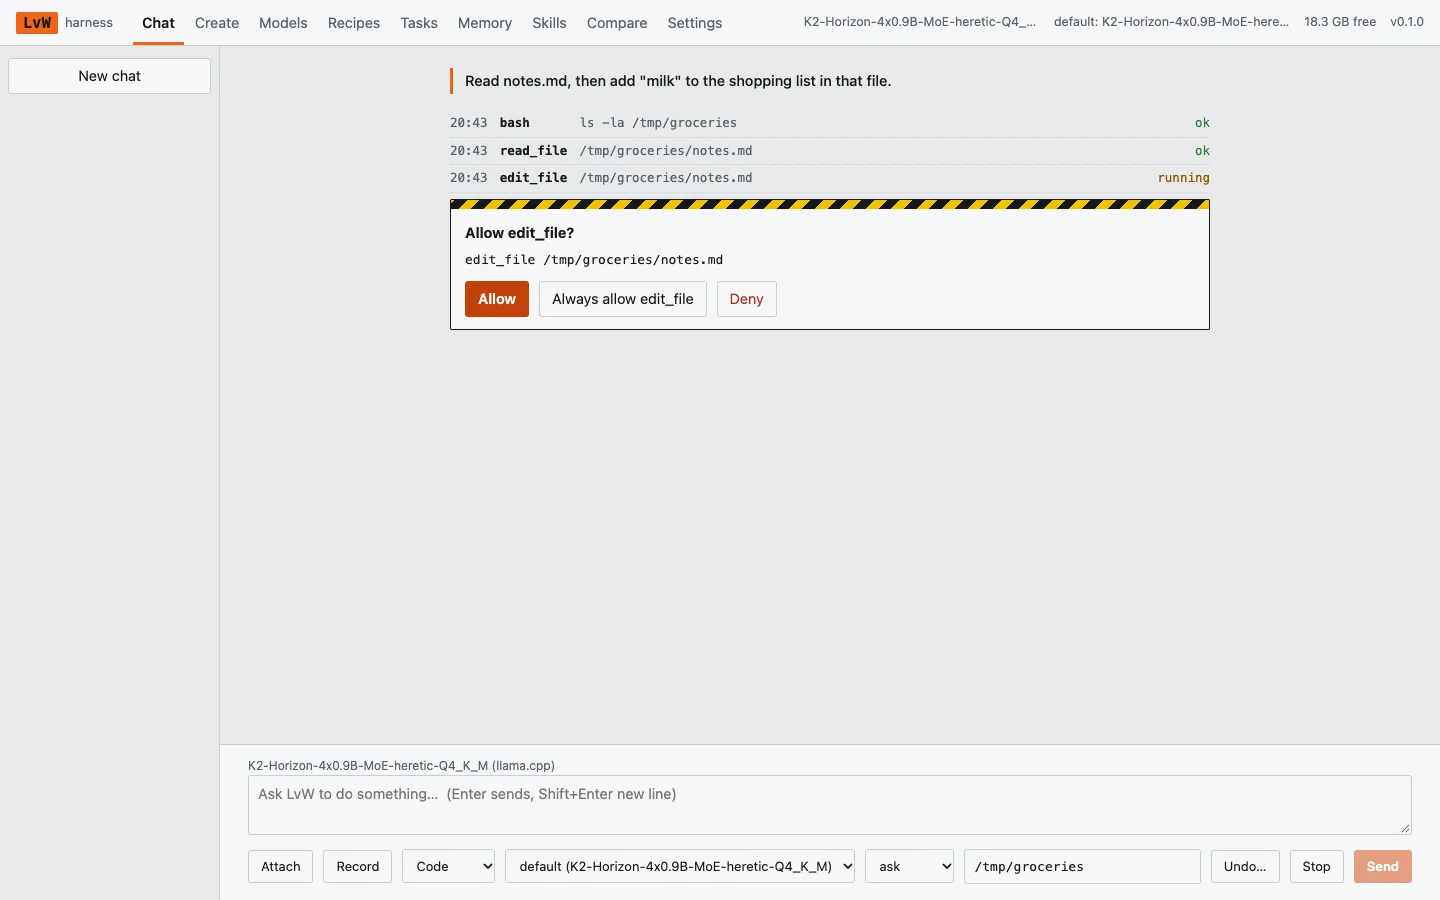 LvW harness Chat Create Models Recipes Tasks Memory Skills Compare Settings K2-Horizon-4x0.9B-MoE-heretic-Q4_... default: K2-Horizon-4x0.9B-MoE-here... 18.3 GB free v0.1.0
New chat
Read notes.md, then add "milk" to the shopping list in that file.
20:43 bash ls -la /tmp/groceries ok
20:43 read_file /tmp/groceries/notes.md ok
20:43 edit_file /tmp/groceries/notes.md running
Allow edit_file?
edit_file /tmp/groceries/notes.md
Allow Always allow edit_file Deny
K2-Horizon-4x0.9B-MoE-heretic-Q4_K_M (llama.cpp)
Ask LvW to do something... (Enter sends, Shift+Enter new line)
Attach Record Code default (K2-Horizon-4x0.9B-MoE-heretic-Q4_K_M) ask /tmp/groceries Undo... Stop Send